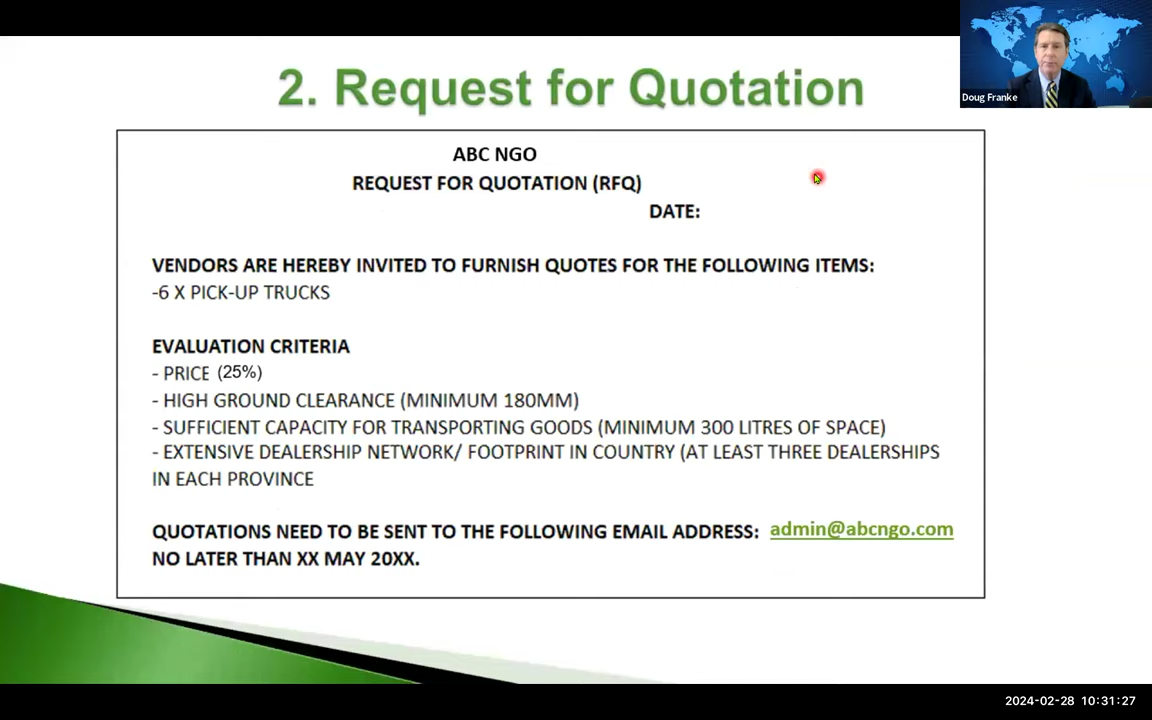 Doug Franke
2. Request for Quotation
ABC NGO
REQUEST FOR QUOTATION (RFQ)
DATE:
VENDORS ARE HEREBY INVITED TO FURNISH QUOTES FOR THE FOLLOWING ITEMS:
-6 X PICK-UP TRUCKS
EVALUATION CRITERIA
- PRICE (25%)
- HIGH GROUND CLEARANCE (MINIMUM 180MM)
- SUFFICIENT CAPACITY FOR TRANSPORTING GOODS (MINIMUM 300 LITRES OF SPACE)
- EXTENSIVE DEALERSHIP NETWORK/ FOOTPRINT IN COUNTRY (AT LEAST THREE DEALERSHIPS
IN EACH PROVINCE
QUOTATIONS NEED TO BE SENT TO THE FOLLOWING EMAIL ADDRESS: admin@abcngo.com
NO LATER THAN XX MAY 20XX.
2024-02-28 10:31:27